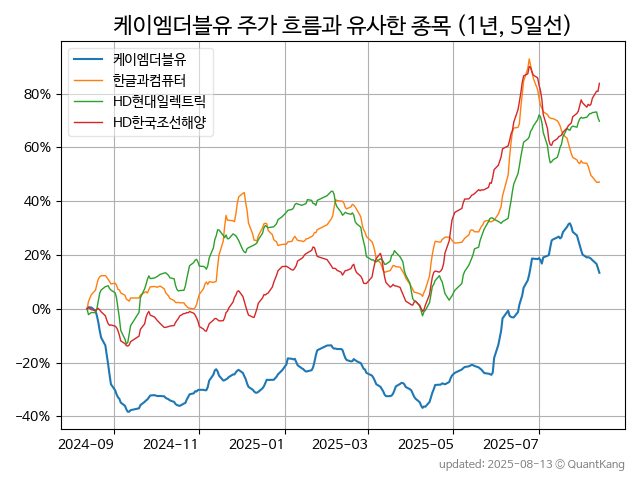 케이엠더블유 주가 흐름과 유사한 종목 (1년, 5일선)
케이엠더블유
한글과컴퓨터
HD현대일렉트릭
HD한국조선해양
80%
60%
40%
20%
0%
−20%
−40%
2024-09 2024-11 2025-01 2025-03 2025-05 2025-07
updated: 2025-08-13 © QuantKang